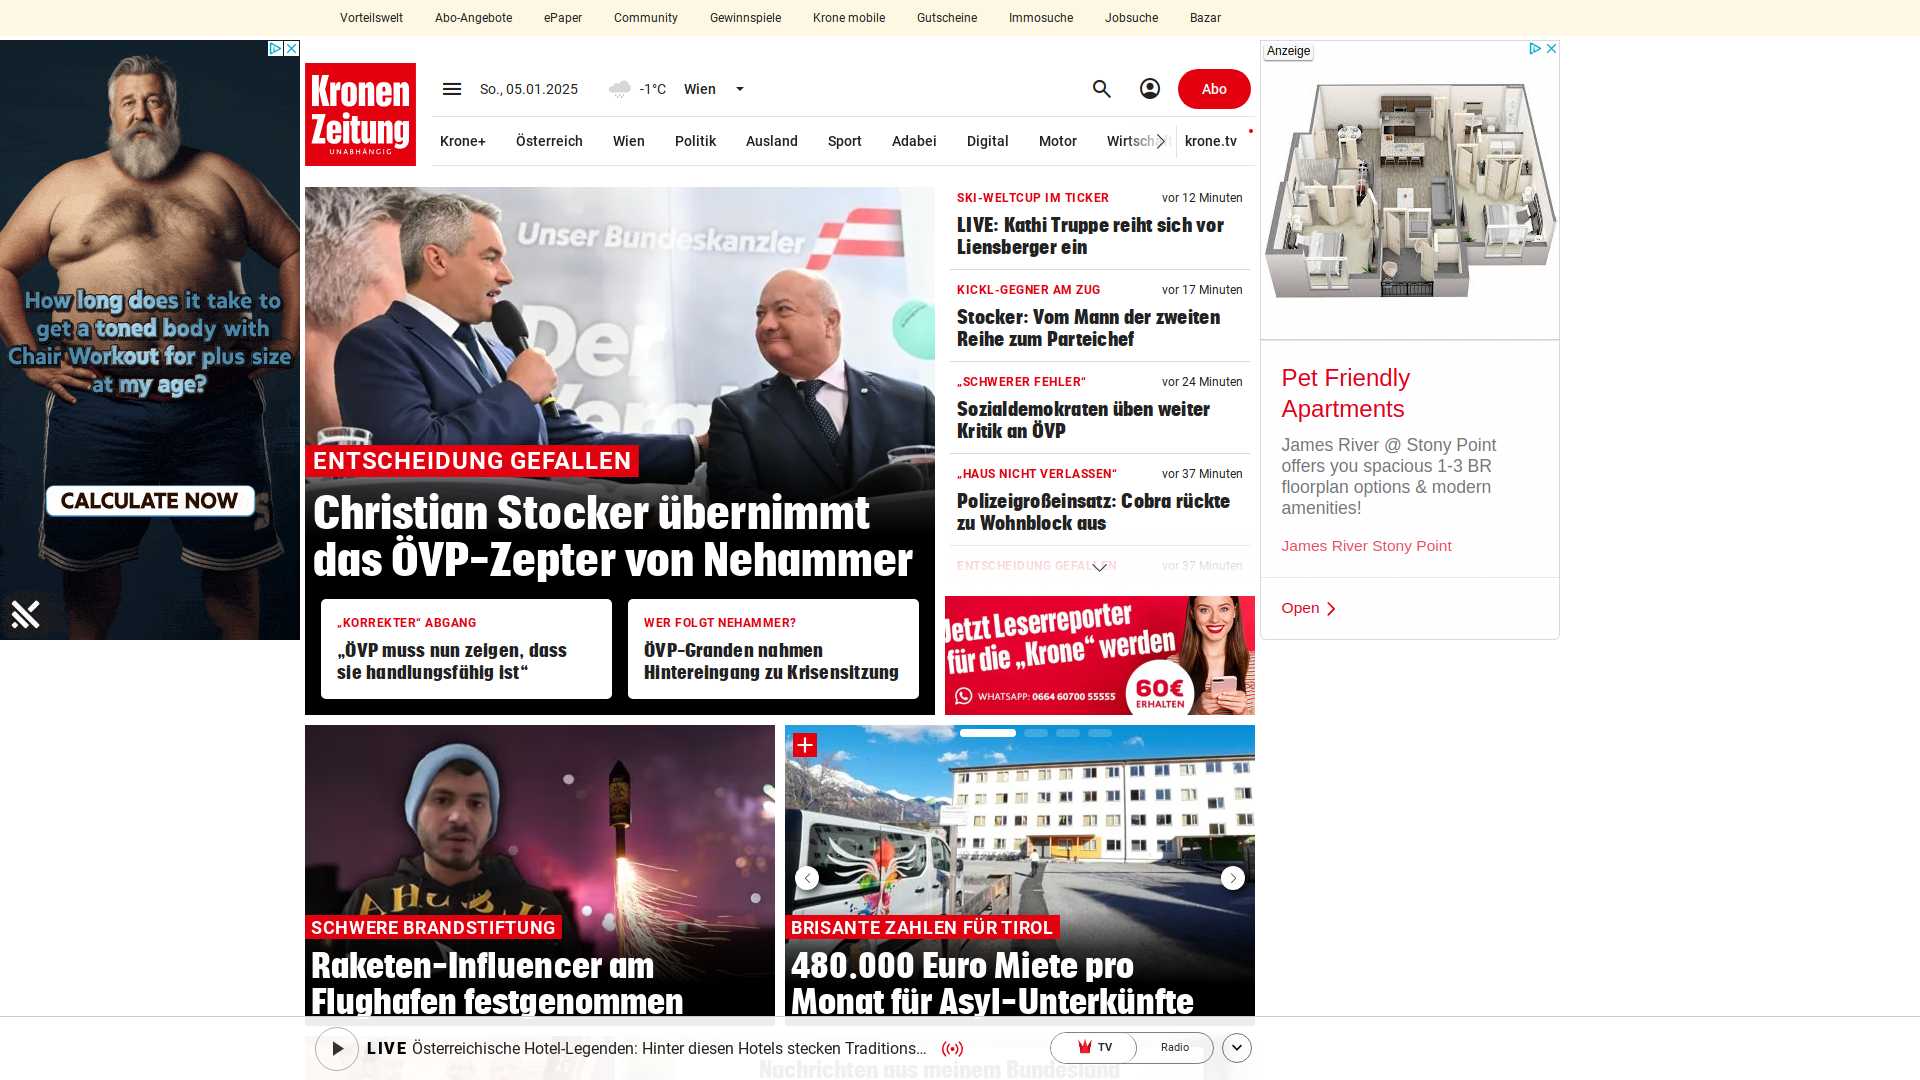 Vorteilswelt
Abo-Angebote
ePaper
Community
Gewinnspiele
Krone mobile
Gutscheine
Immosuche
Jobsuche
Bazar
How long does it take to
get a toned body with
Chair Workout for plus size
at my age?
CALCULATE NOW
Kronen
Zeitung
UNABHÄNGIG
So., 05.01.2025
-1°C
Wien
Abo
Krone+
Österreich
Wien
Politik
Ausland
Sport
Adabei
Digital
Motor
Wirtschaft
krone.tv
Unser Bundeskanzler
Der
ENTSCHEIDUNG GEFALLEN
Christian Stocker übernimmt
das ÖVP-Zepter von Nehammer
„KORREKTER“ ABGANG
„ÖVP muss nun zeigen, dass
sie handlungsfähig ist“
WER FOLGT NEHAMMER?
ÖVP-Granden nahmen
Hintereingang zu Krisensitzung
SKI-WELTCUP IM TICKER
vor 12 Minuten
LIVE: Kathi Truppe reiht sich vor
Liensberger ein
KICKL-GEGNER AM ZUG
vor 17 Minuten
Stocker: Vom Mann der zweiten
Reihe zum Parteichef
„SCHWERER FEHLER“
vor 24 Minuten
Sozialdemokraten üben weiter
Kritik an ÖVP
„HAUS NICHT VERLASSEN“
vor 37 Minuten
Polizeigroßeinsatz: Cobra rückte
zu Wohnblock aus
ENTSCHEIDUNG GEFALLEN
vor 37 Minuten
Jetzt Leserreporter
für die „Krone“ werden
WHATSAPP: 0664 60700 55555
60€
ERHALTEN
SCHWERE BRANDSTIFTUNG
Raketen-Influencer am
Flughafen festgenommen
BRISANTE ZAHLEN FÜR TIROL
480.000 Euro Miete pro
Monat für Asyl-Unterkünfte
Anzeige
Pet Friendly
Apartments
James River @ Stony Point
offers you spacious 1-3 BR
floorplan options & modern
amenities!
James River Stony Point
Open
LIVE Österreichische Hotel-Legenden: Hinter diesen Hotels stecken Traditions...
TV
Radio
Nachrichten aus meinem Bundesland